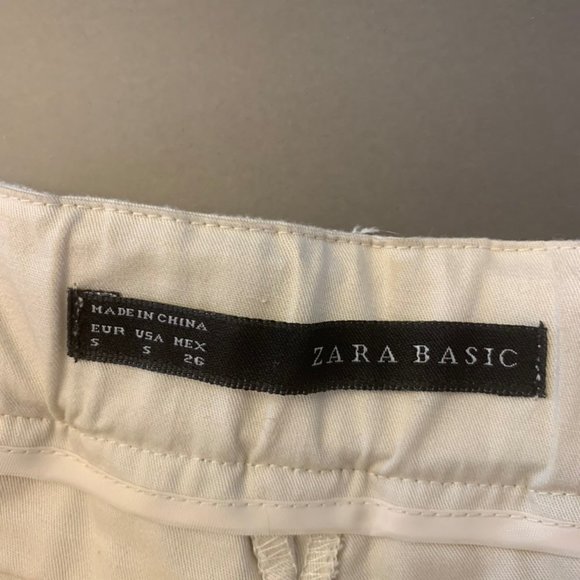 MADE IN CHINA
EUR USA MEX
S S 26
ZARA BASIC